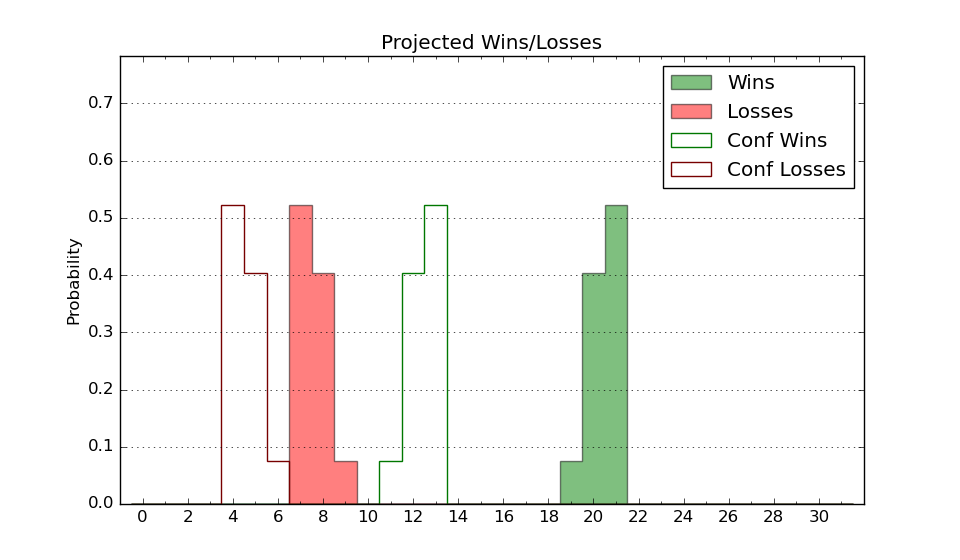 Projected Wins/Losses
Wins
Losses
Conf Wins
Conf Losses
Probability
0.7
0.6
0.5
0.4
0.3
0.2
0.1
0.0
0 2 4 6 8 10 12 14 16 18 20 22 24 26 28 30